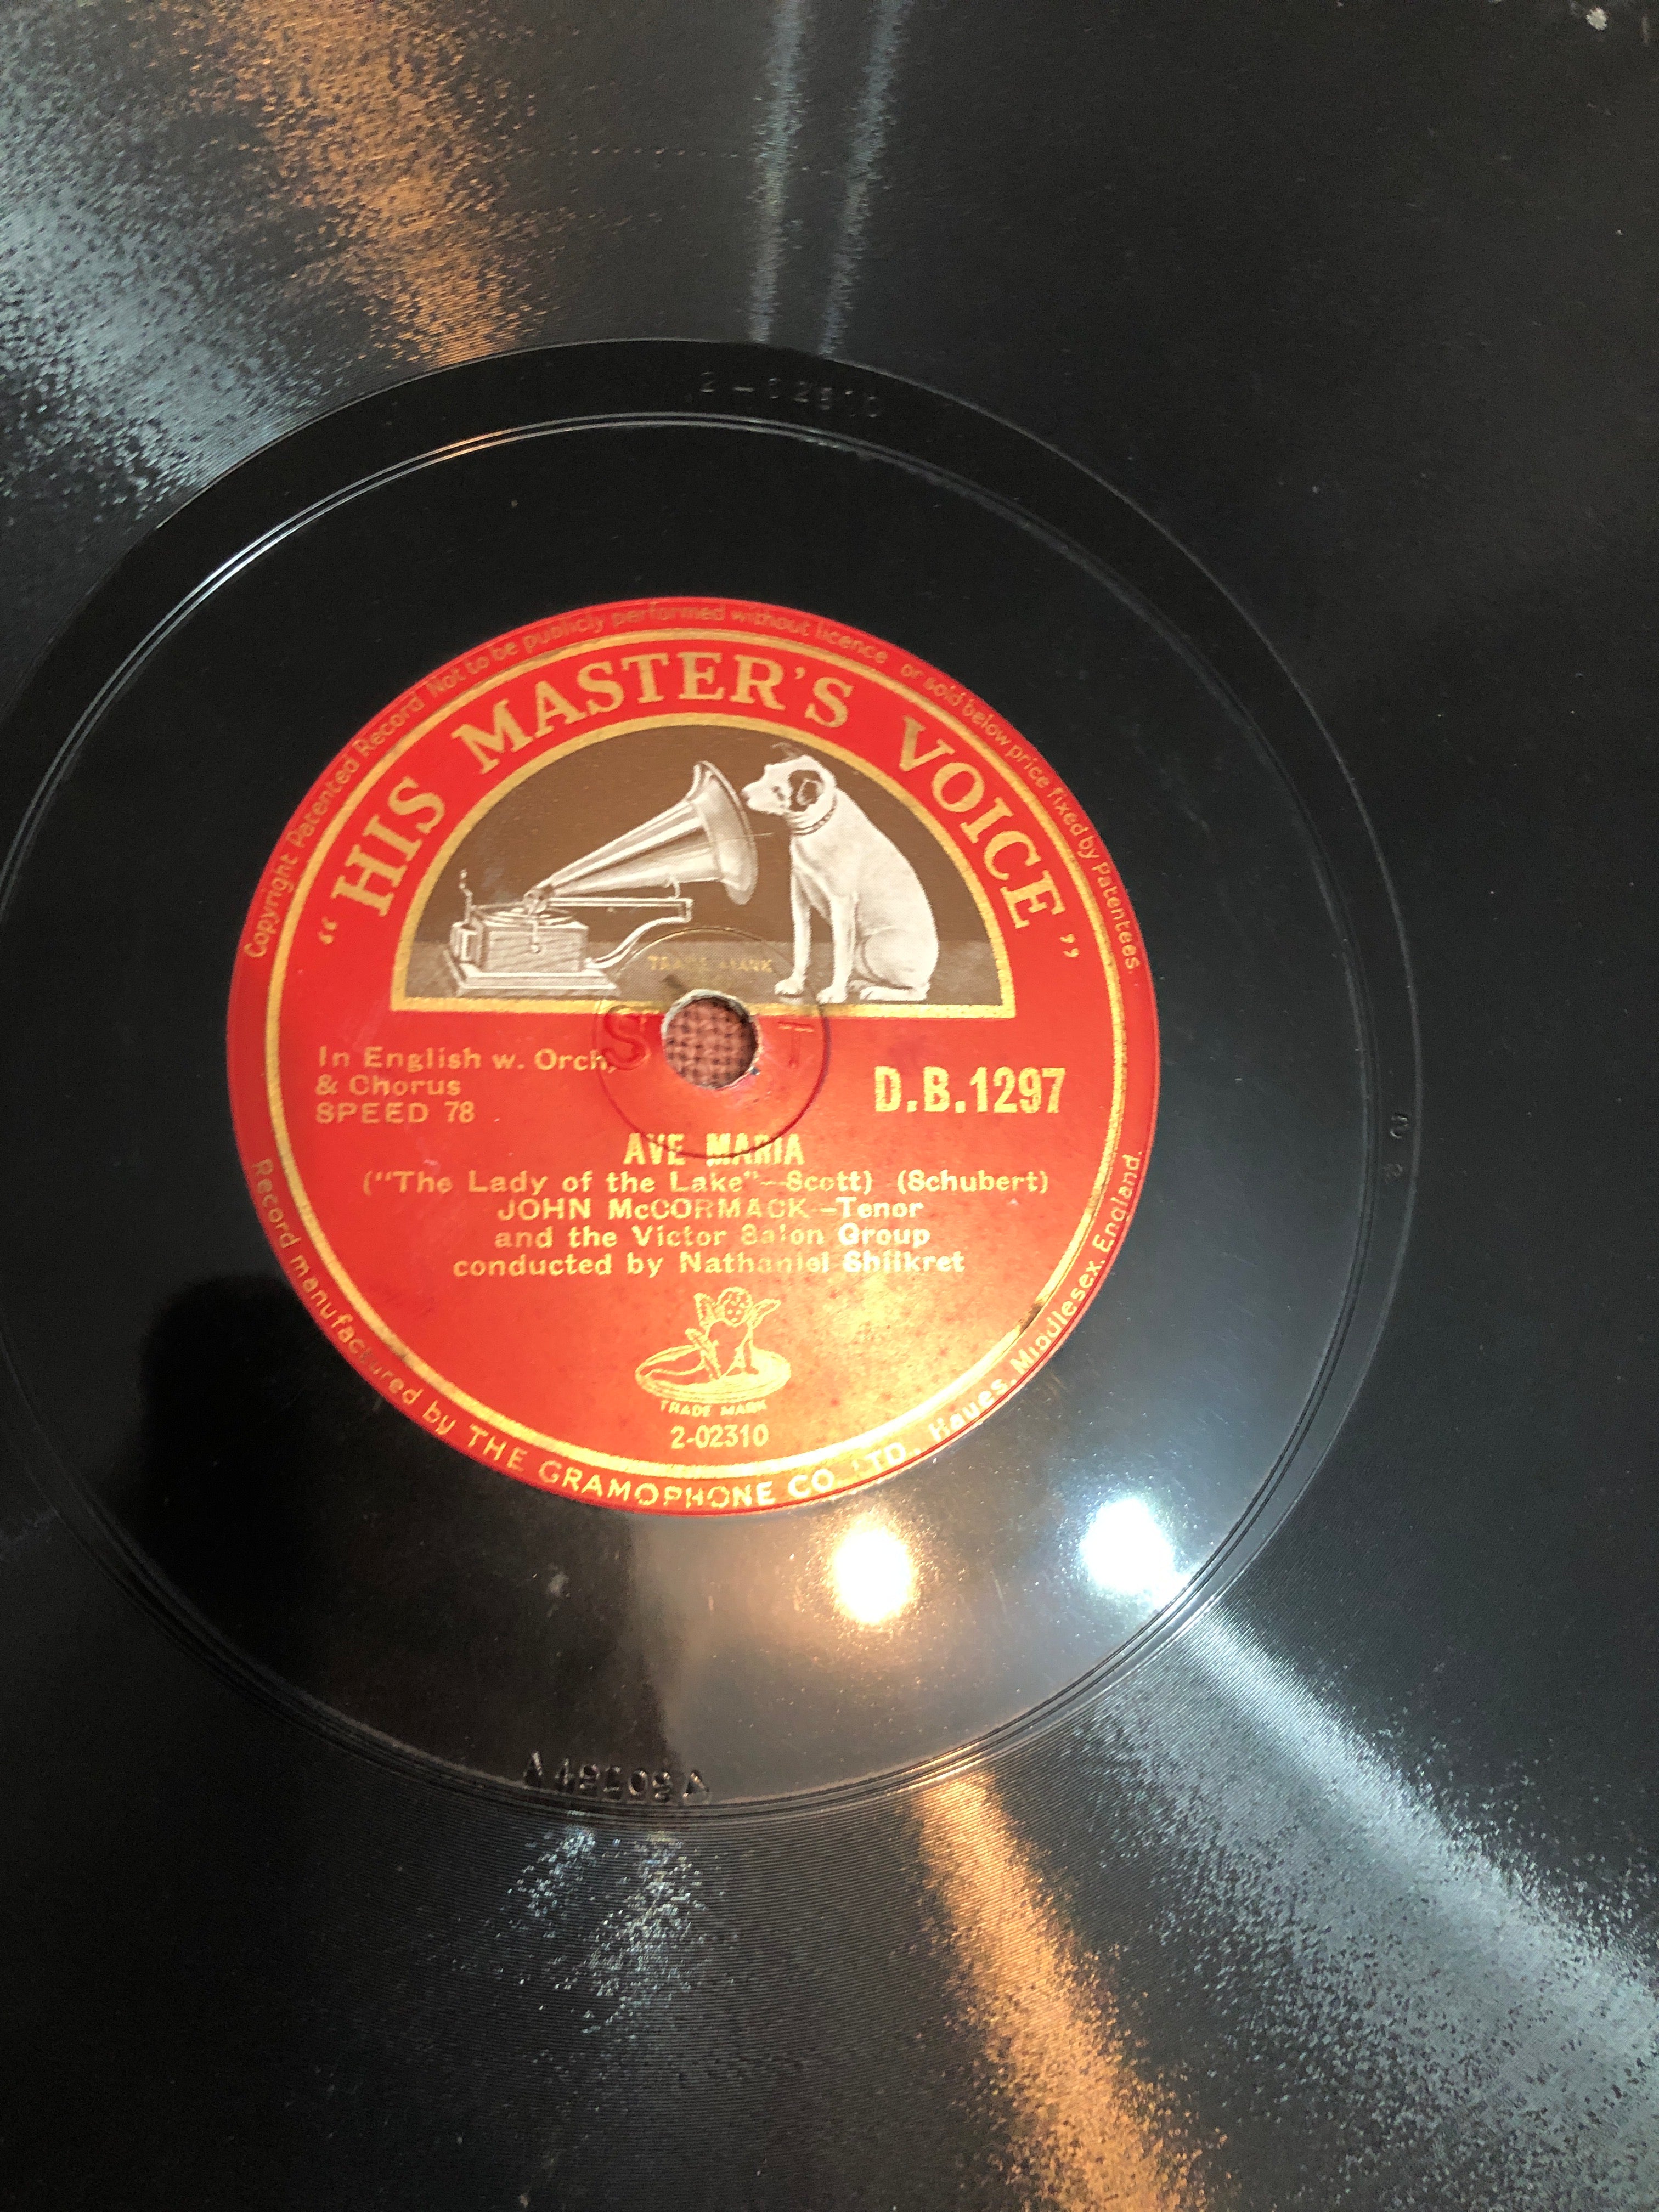 2-02310
Copyright Patented Record Not to be publicly performed without licence or sold below price fixed by Patentees.
“HIS MASTER'S VOICE”
TRADE MARK
S T
In English w. Orch.
& Chorus
SPEED 78
D.B.1297
AVE MARIA
("The Lady of the Lake"—Scott) (Schubert)
JOHN McCORMACK—Tenor
and the Victor Salon Group
conducted by Nathaniel Shilkret
TRADE MARK
2-02310
Record manufactured by THE GRAMOPHONE CO. LTD., Hayes, Middlesex, England.